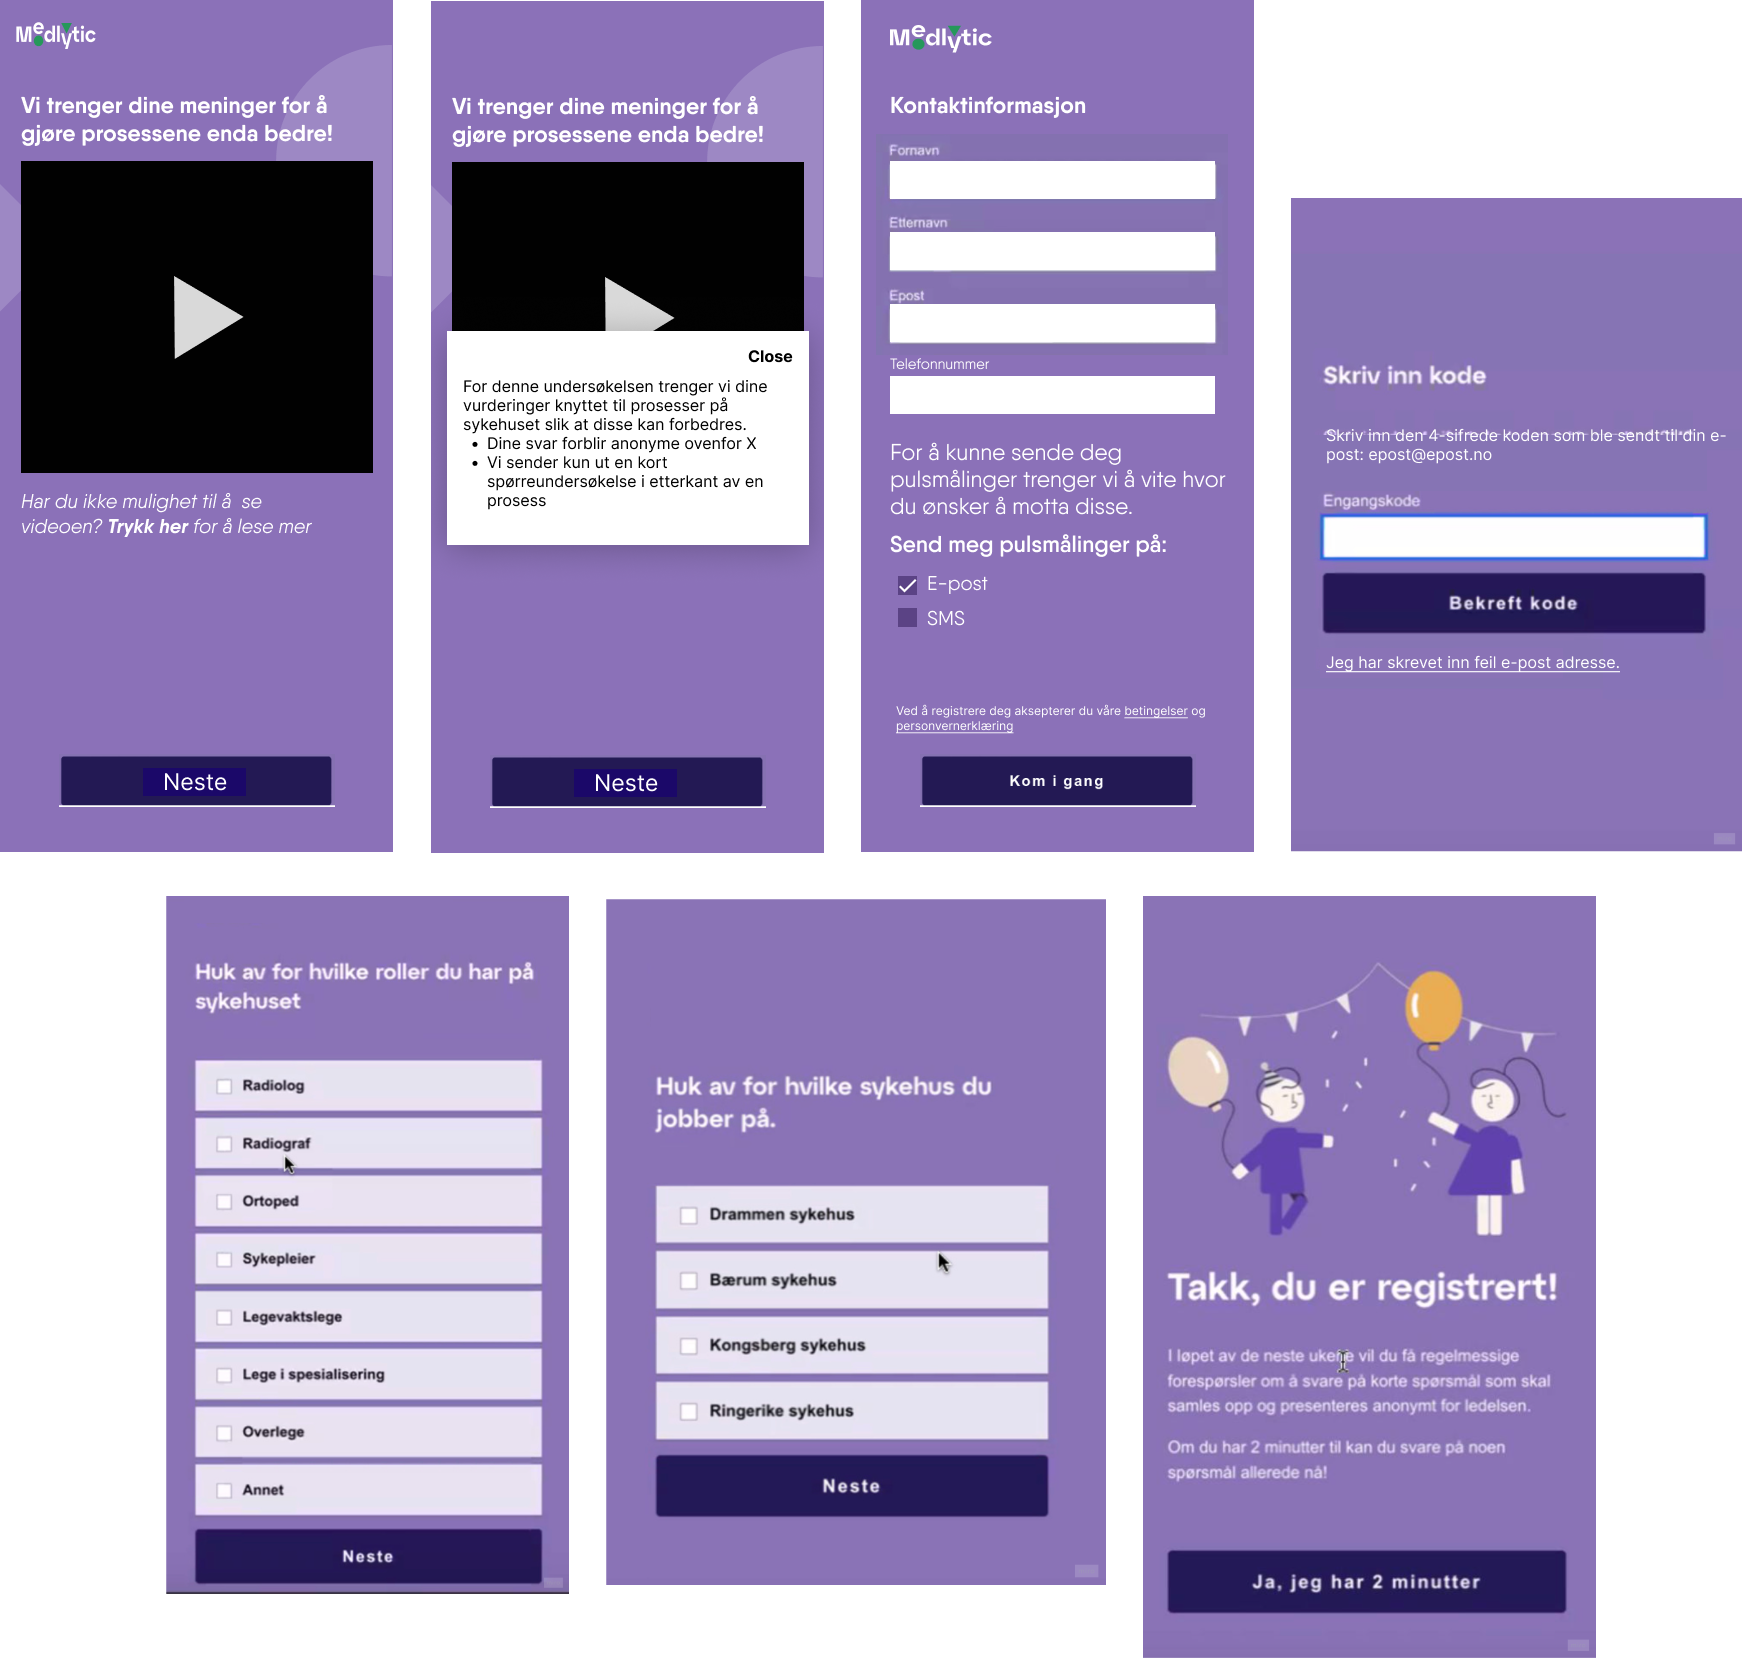 Medlytic
Vi trenger dine meninger for å
gjøre prosessene enda bedre!
Har du ikke mulighet til å  se
videoen? Trykk her for å lese mer
Neste
Vi trenger dine meninger for å
gjøre prosessene enda bedre!
Close
For denne undersøkelsen trenger vi dine
vurderinger knyttet til prosesser på
sykehuset slik at disse kan forbedres.
• Dine svar forblir anonyme ovenfor X
• Vi sender kun ut en kort
spørreundersøkelse i etterkant av en
prosess
Neste
Medlytic
Kontaktinformasjon
Fornavn
Etternavn
Epost
Telefonnummer
For å kunne sende deg
pulsmålinger trenger vi å vite hvor
du ønsker å motta disse.
Send meg pulsmålinger på:
E-post
SMS
Ved å registrere deg aksepterer du våre betingelser og
personvernerklæring
Kom i gang
Skriv inn kode
Skriv inn den 4-sifrede koden som ble sendt til din e-
post: epost@epost.no
Engangskode
Bekreft kode
Jeg har skrevet inn feil e-post adresse.
Huk av for hvilke roller du har på
sykehuset
Radiolog
Radiograf
Ortoped
Sykepleier
Legevaktslege
Lege i spesialisering
Overlege
Annet
Neste
Huk av for hvilke sykehus du
jobber på.
Drammen sykehus
Bærum sykehus
Kongsberg sykehus
Ringerike sykehus
Neste
Takk, du er registrert!
I løpet av de neste ukene vil du få regelmessige
forespørsler om å svare på korte spørsmål som skal
samles opp og presenteres anonymt for ledelsen.
Om du har 2 minutter til kan du svare på noen
spørsmål allerede nå!
Ja, jeg har 2 minutter